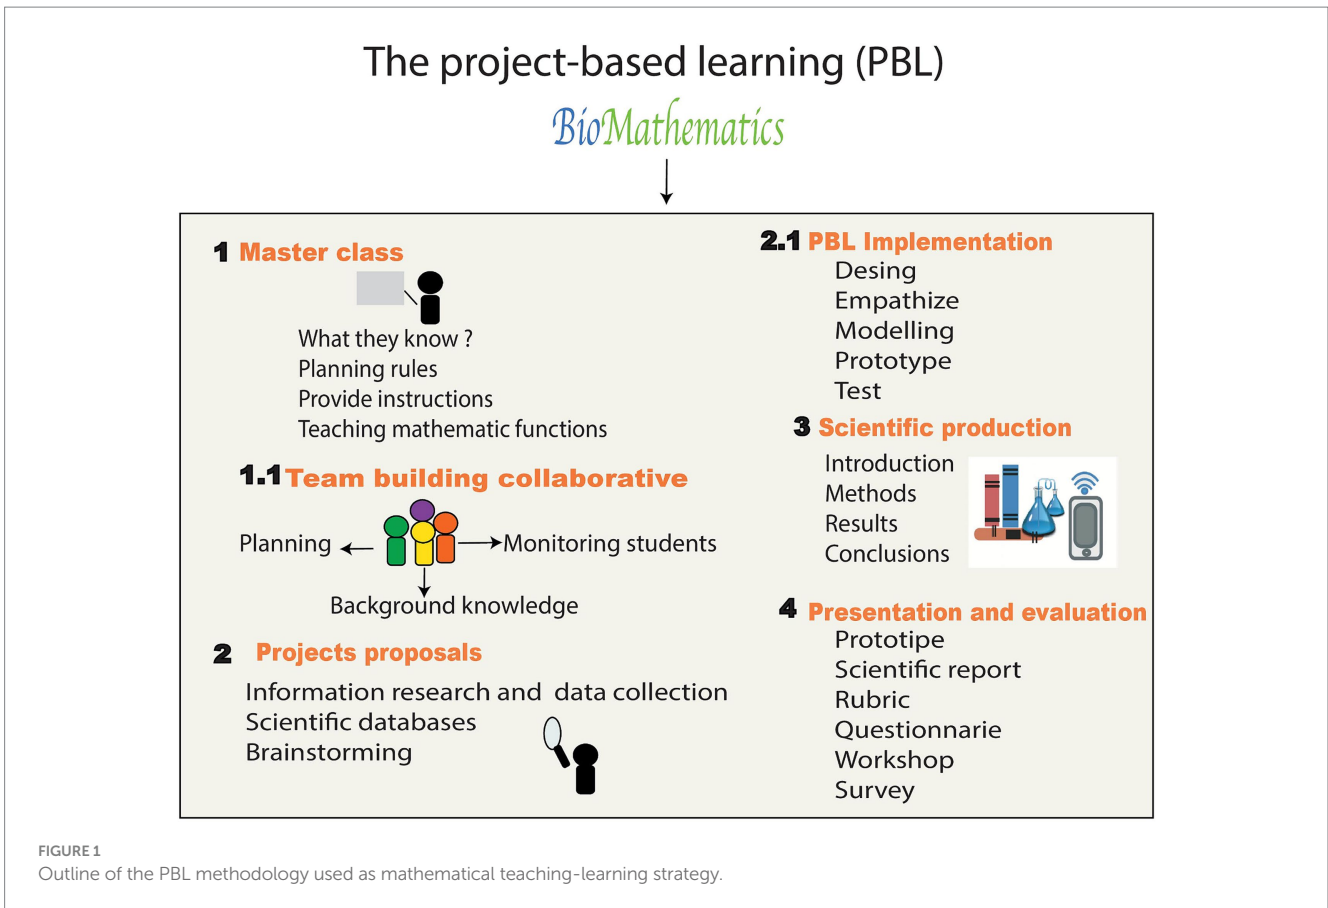 The project-based learning (PBL)
BioMathematics
1 Master class
What they know ?
Planning rules
Provide instructions
Teaching mathematic functions
1.1 Team building collaborative
Planning
Monitoring students
Background knowledge
2 Projects proposals
Information research and data collection
Scientific databases
Brainstorming
2.1 PBL Implementation
Desing
Empathize
Modelling
Prototype
Test
3 Scientific production
Introduction
Methods
Results
Conclusions
4 Presentation and evaluation
Prototipe
Scientific report
Rubric
Questionnarie
Workshop
Survey
FIGURE 1
Outline of the PBL methodology used as mathematical teaching-learning strategy.